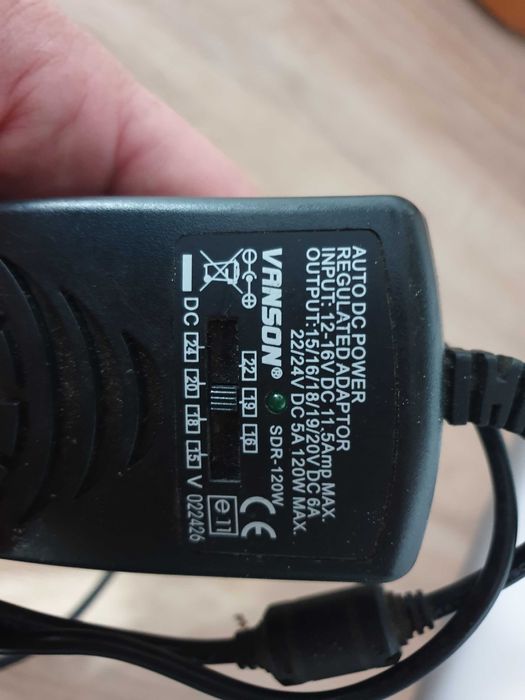 AUTO DC POWER
REGULATED ADAPTOR
INPUT: 12-16V DC 11.5Amp MAX.
OUTPUT:15/16/18/19/20V DC 6A
22/24V DC 5A 120W MAX.
VANSON® SDR-120W
22 19 16
DC 24 20 18 15 V 022426
CE
e11